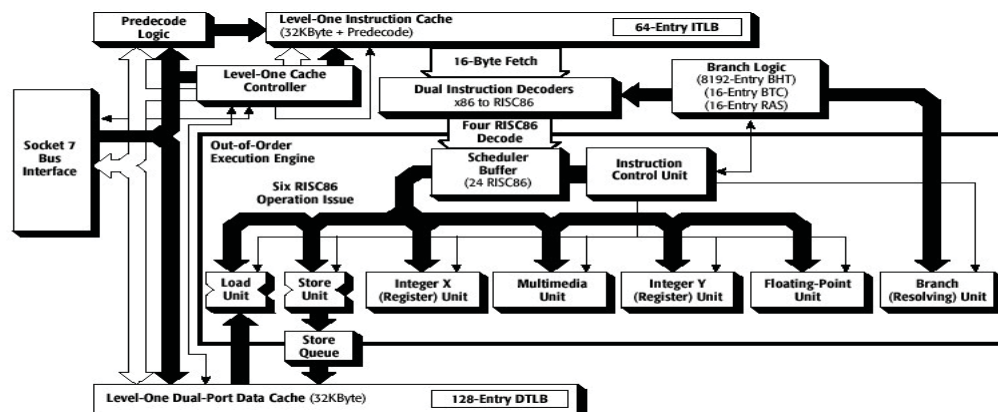 Predecode
Logic
Level-One Instruction Cache
(32KByte + Predecode)
64-Entry ITLB
Level-One Cache
Controller
16-Byte Fetch
Dual Instruction Decoders
x86 to RISC86
Branch Logic
(8192-Entry BHT)
(16-Entry BTC)
(16-Entry RAS)
Socket 7
Bus
Interface
Four RISC86
Decode
Out-of-Order
Execution Engine
Scheduler
Buffer
(24 RISC86)
Instruction
Control Unit
Six RISC86
Operation Issue
Load
Unit
Store
Unit
Integer X
(Register) Unit
Multimedia
Unit
Integer Y
(Register) Unit
Floating-Point
Unit
Branch
(Resolving) Unit
Store
Queue
Level-One Dual-Port Data Cache (32KByte)
128-Entry DTLB